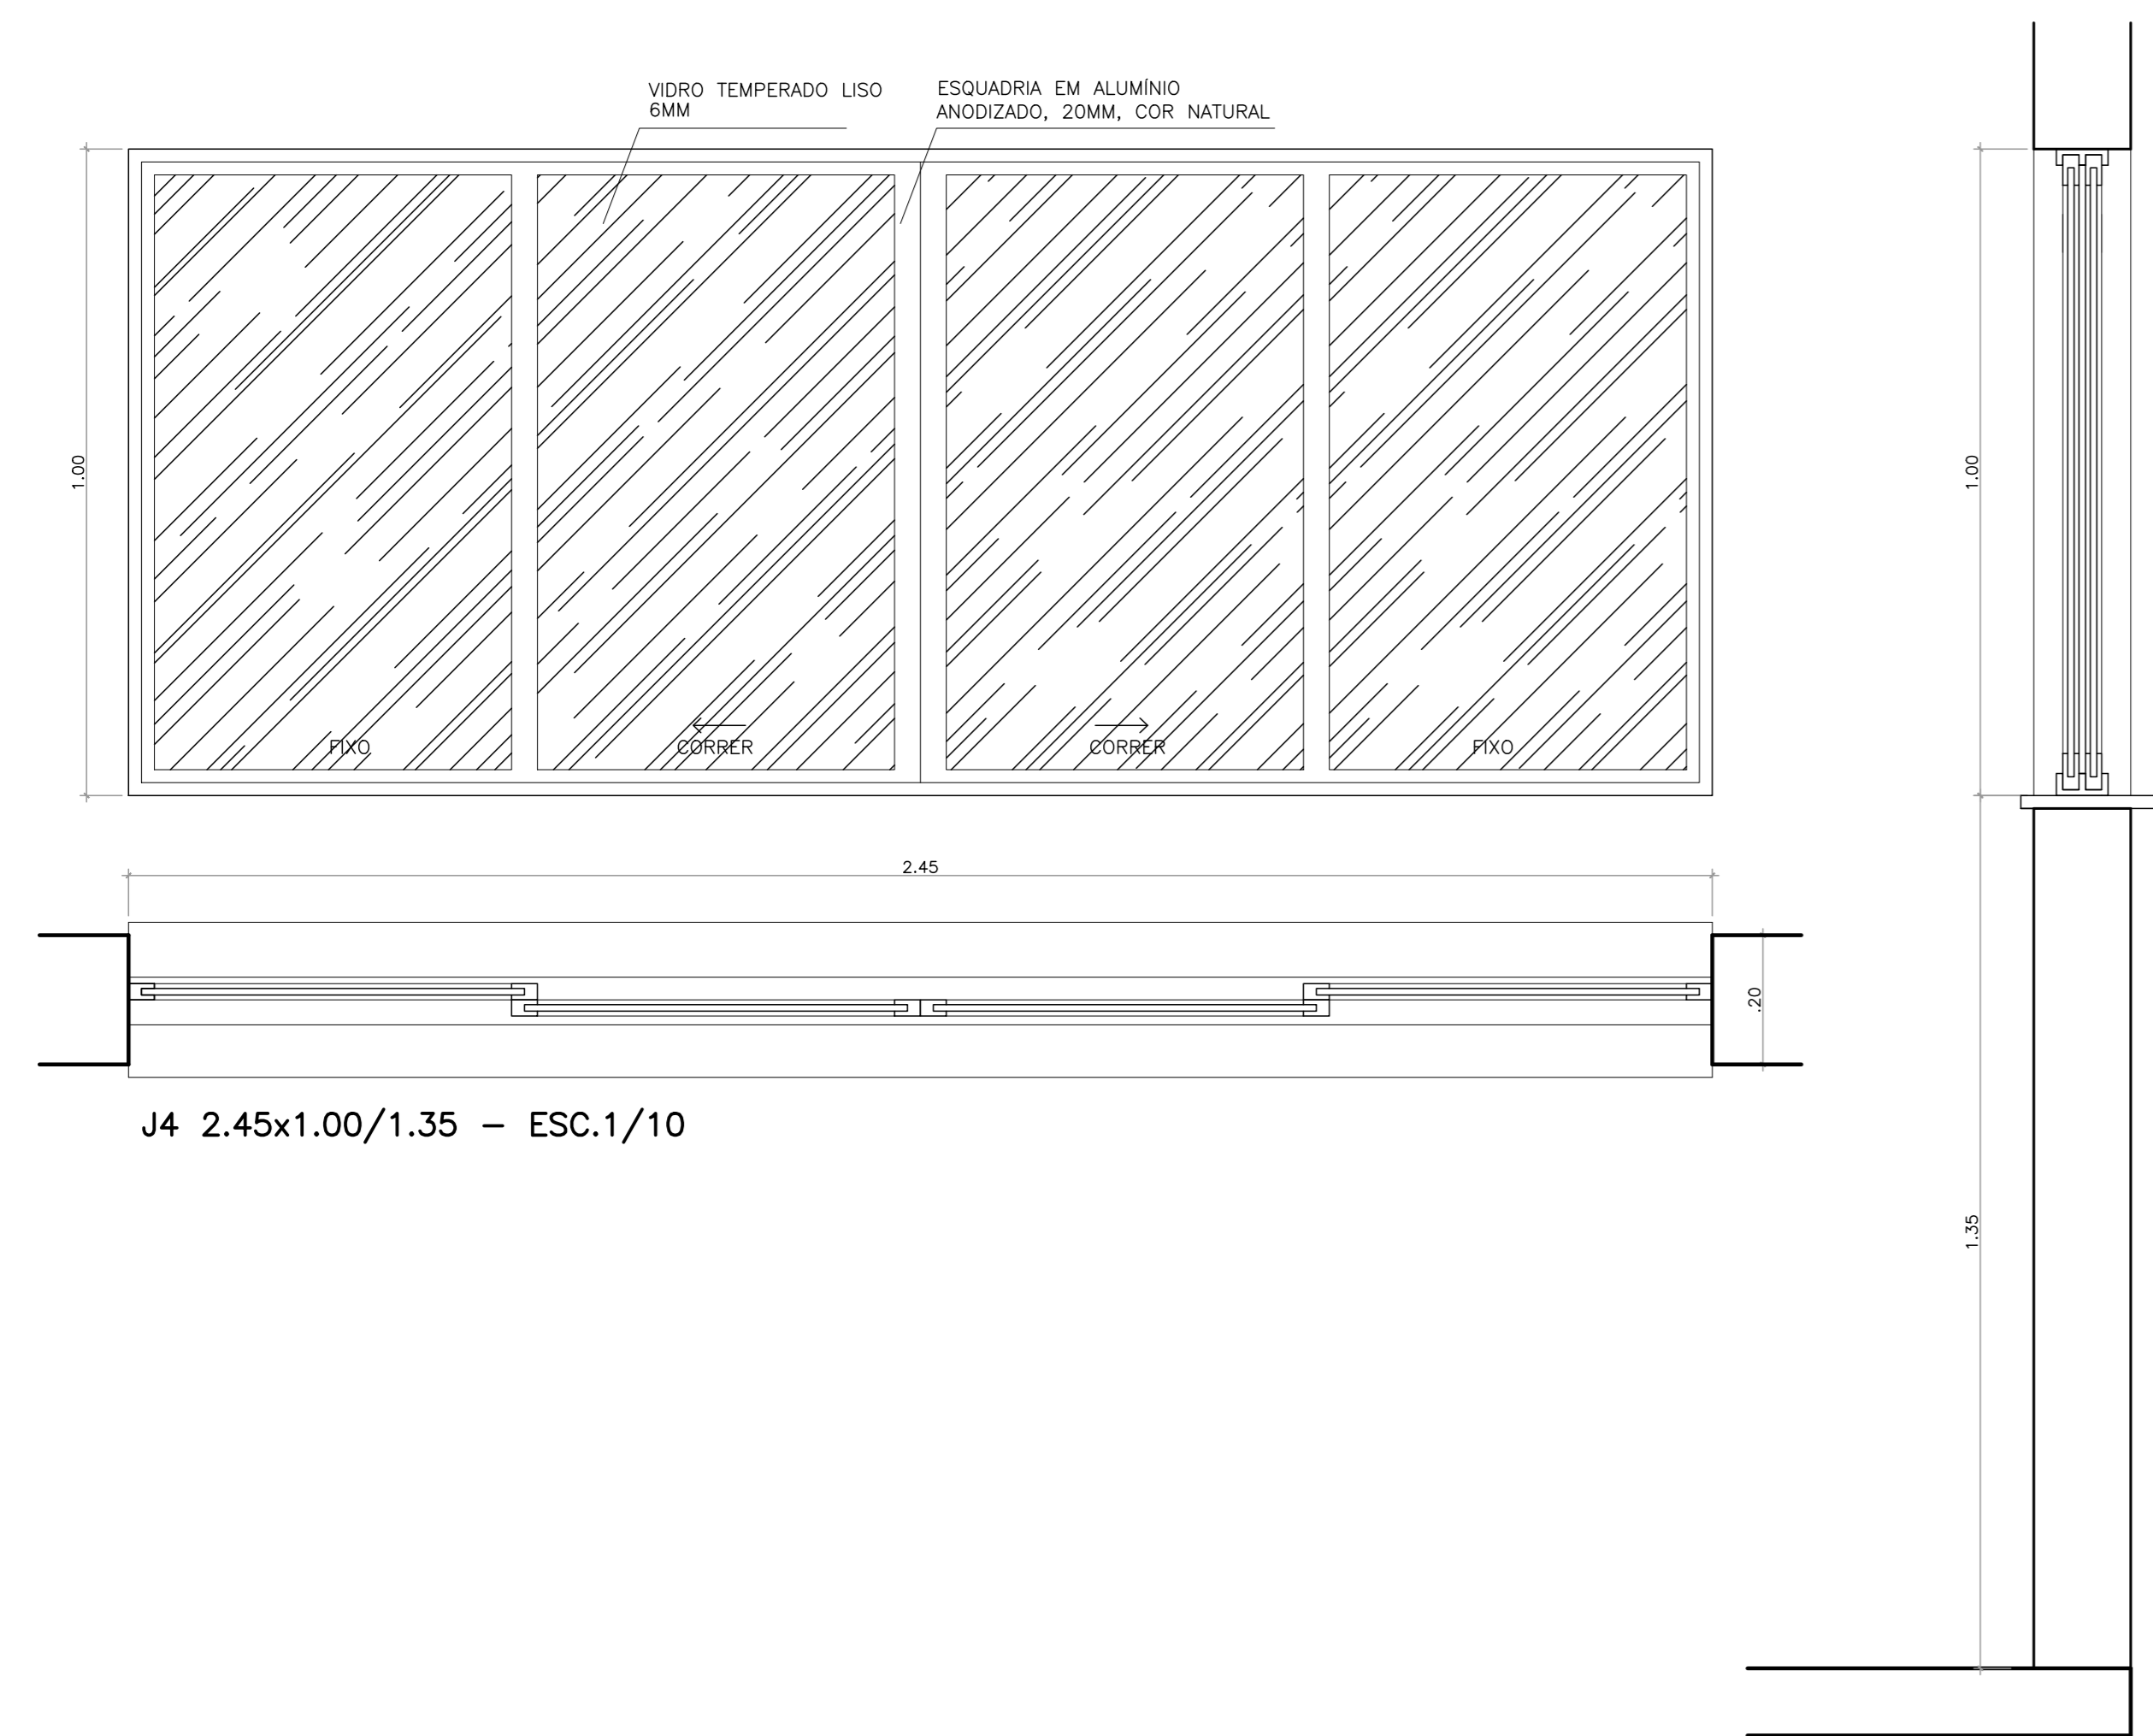 VIDRO TEMPERADO LISO
6MM
ESQUADRIA EM ALUMÍNIO
ANODIZADO, 20MM, COR NATURAL
1.00
1.00
FIXO
CORRER
CORRER
FIXO
2.45
.20
J4 2.45x1.00/1.35 - ESC.1/10
1.35